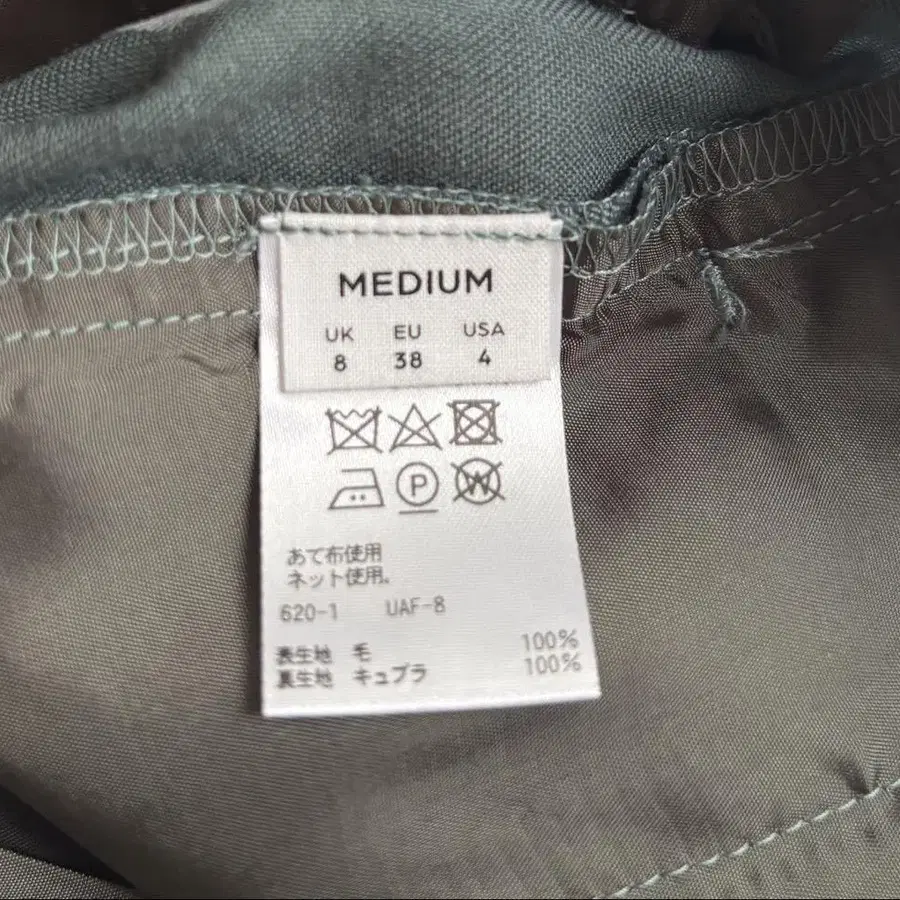 MEDIUM
UK EU USA
8 38 4
P W
あて布使用
ネット使用。
620-1 UAF-8
表生地 毛 100%
裏生地 キュプラ 100%